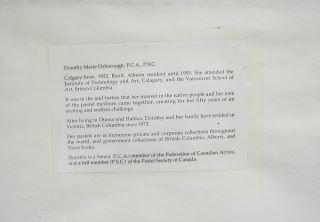 Dorothy Marie Oxborough, F.C.A., P.S.C.
Calgary born, 1922. Banff, Alberta resident until 1955. She attended the
Institute of Technology and Art, Calagary; and the Vancouver School of
Art, British Columbia.
It was in the mid forties that her interest in the native people and her love
of the pastel medium came together, creating for her fifty years of an
exciting and endless challenge.
After living in Ottawa and Halifax, Dorothy and her family have resided in
Victoria, British Columbia since 1973.
Her pastels are in numerous private and corporate collections throughout
the world, and government collections of British Columbia, Alberta, and
Nova Scotia.
Dorothy is a Senior (F.C.A.) member of the Federation of Canadian Artists,
and a full member (P.S.C.) of the Pastel Society of Canada.